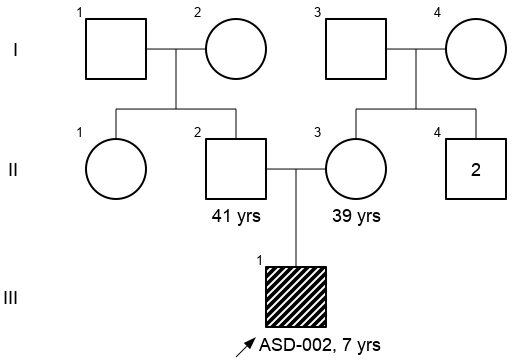 1 2 3 4
I
1 2 3 4
II 2
41 yrs 39 yrs
1
III
ASD-002, 7 yrs